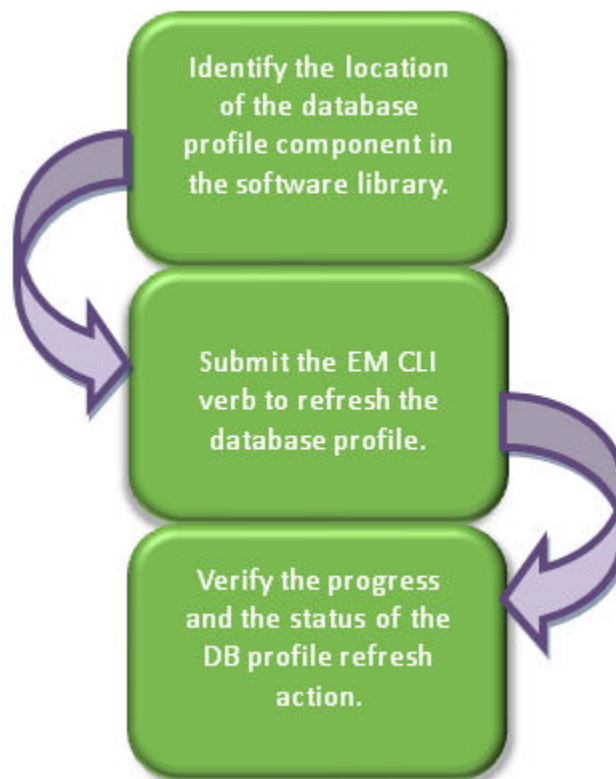 Identify the location
of the database
profile component in
the software library.
Submit the EM CLI
verb to refresh the
database profile.
Verify the progress
and the status of the
DB profile refresh
action.